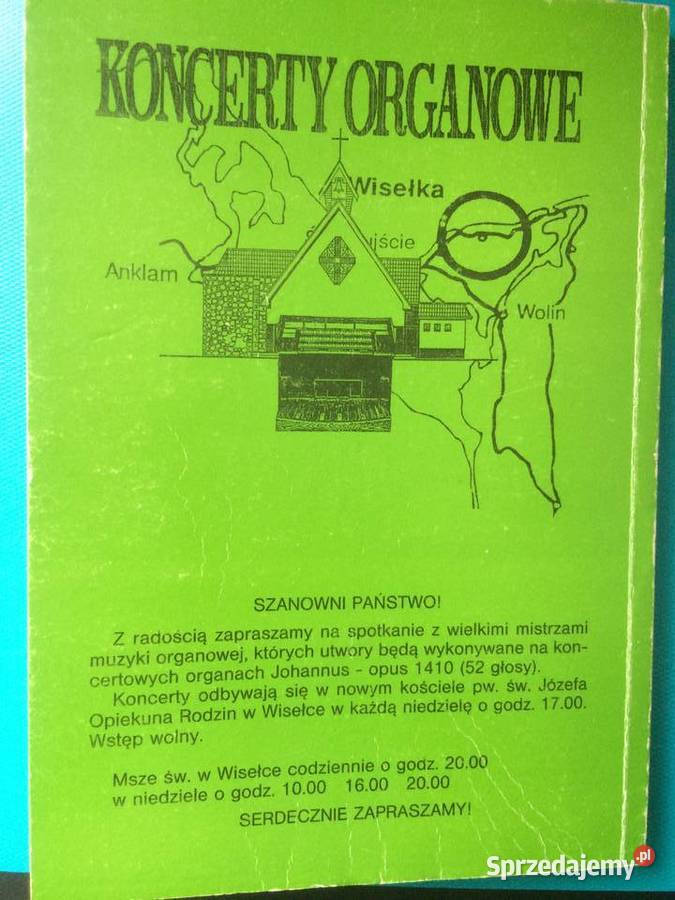 KONCERTY ORGANOWE
Wisełka
ujście
Anklam
Wolin
SZANOWNI PAŃSTWO!
Z radością zapraszamy na spotkanie z wielkimi mistrzami
muzyki organowej, których utwory będą wykonywane na kon-
certowych organach Johannus - opus 1410 (52 głosy).
Koncerty odbywają się w nowym kościele pw. św. Józefa
Opiekuna Rodzin w Wisełce w każdą niedzielę o godz. 17.00.
Wstęp wolny.
Msze św. w Wisełce codziennie o godz. 20.00
w niedziele o godz. 10.00 16.00 20.00
SERDECZNIE ZAPRASZAMY!
Sprzedajemy.pl